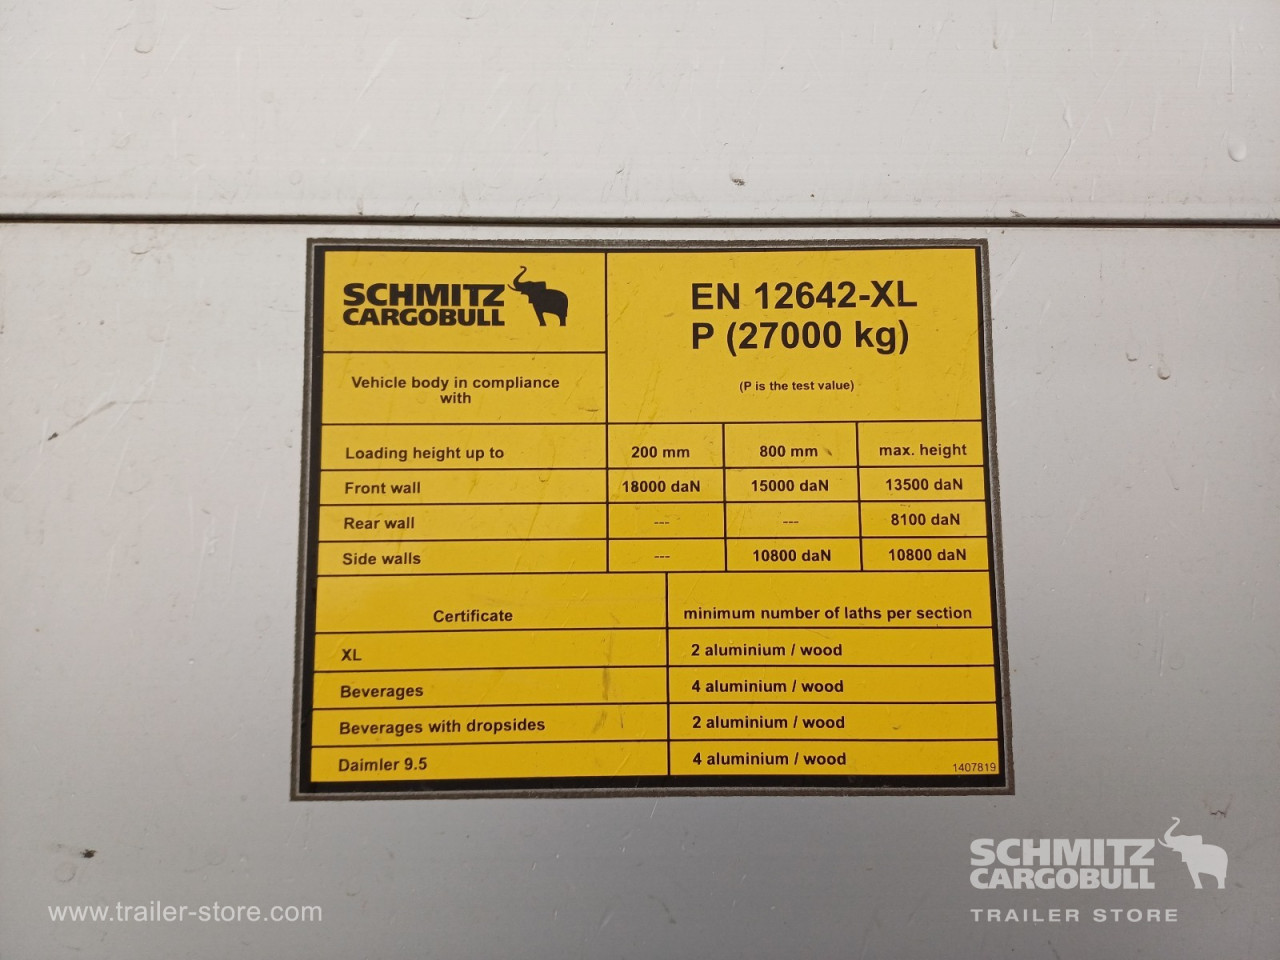 SCHMITZ
CARGOBULL
EN 12642-XL
P (27000 kg)
(P is the test value)
Vehicle body in compliance
with
Loading height up to 200 mm 800 mm max. height
Front wall 18000 daN 15000 daN 13500 daN
Rear wall --- --- 8100 daN
Side walls --- 10800 daN 10800 daN
Certificate minimum number of laths per section
XL 2 aluminium / wood
Beverages 4 aluminium / wood
Beverages with dropsides 2 aluminium / wood
Daimler 9.5 4 aluminium / wood
1407819
SCHMITZ
CARGOBULL
TRAILER STORE
www.trailer-store.com